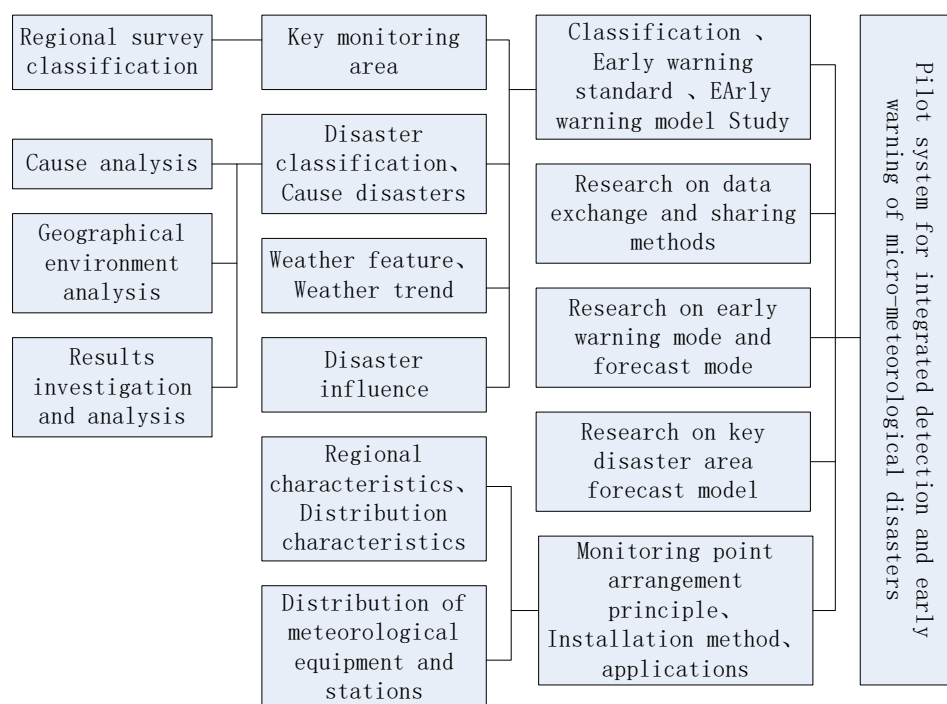 Regional survey
classification
Key monitoring
area
Classification 、
Early warning
standard 、EArly
warning model Study
Cause analysis
Disaster
classification、
Cause disasters
Research on data
exchange and sharing
methods
Geographical
environment
analysis
Weather feature、
Weather trend
Research on early
warning mode and
forecast mode
Results
investigation
and analysis
Disaster
influence
Research on key
disaster area
forecast model
Regional
characteristics、
Distribution
characteristics
Monitoring point
arrangement
principle、
Installation method、
applications
Distribution of
meteorological
equipment and
stations
Pilot system for integrated detection and early
warning of micro-meteorological disasters